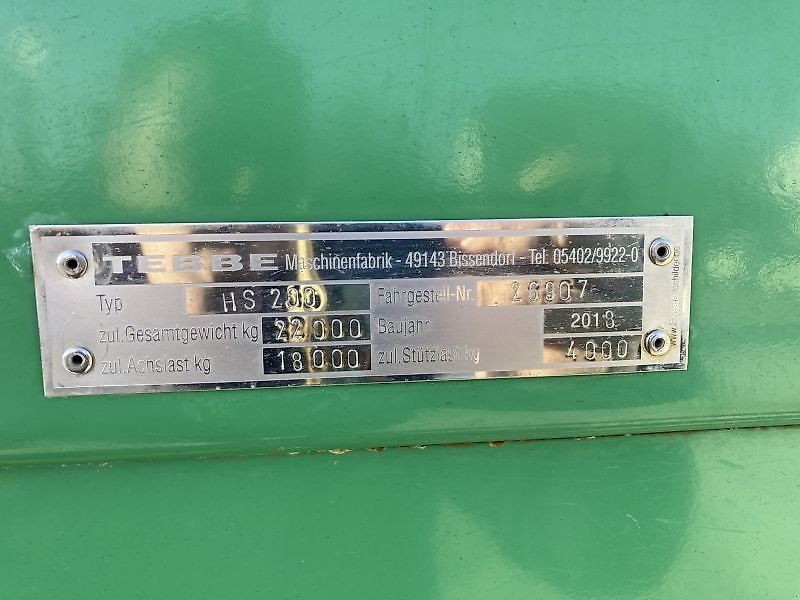 TEBBE Maschinenfabrik - 49143 Bissendorf - Tel. 05402/9922-0
Typ HS 200 Fahrgestell-Nr. 26907
zul.Gesamtgewicht kg 22000 Baujahr 2018
zul.Achslast kg 18000 zul.Stützlast kg 4000